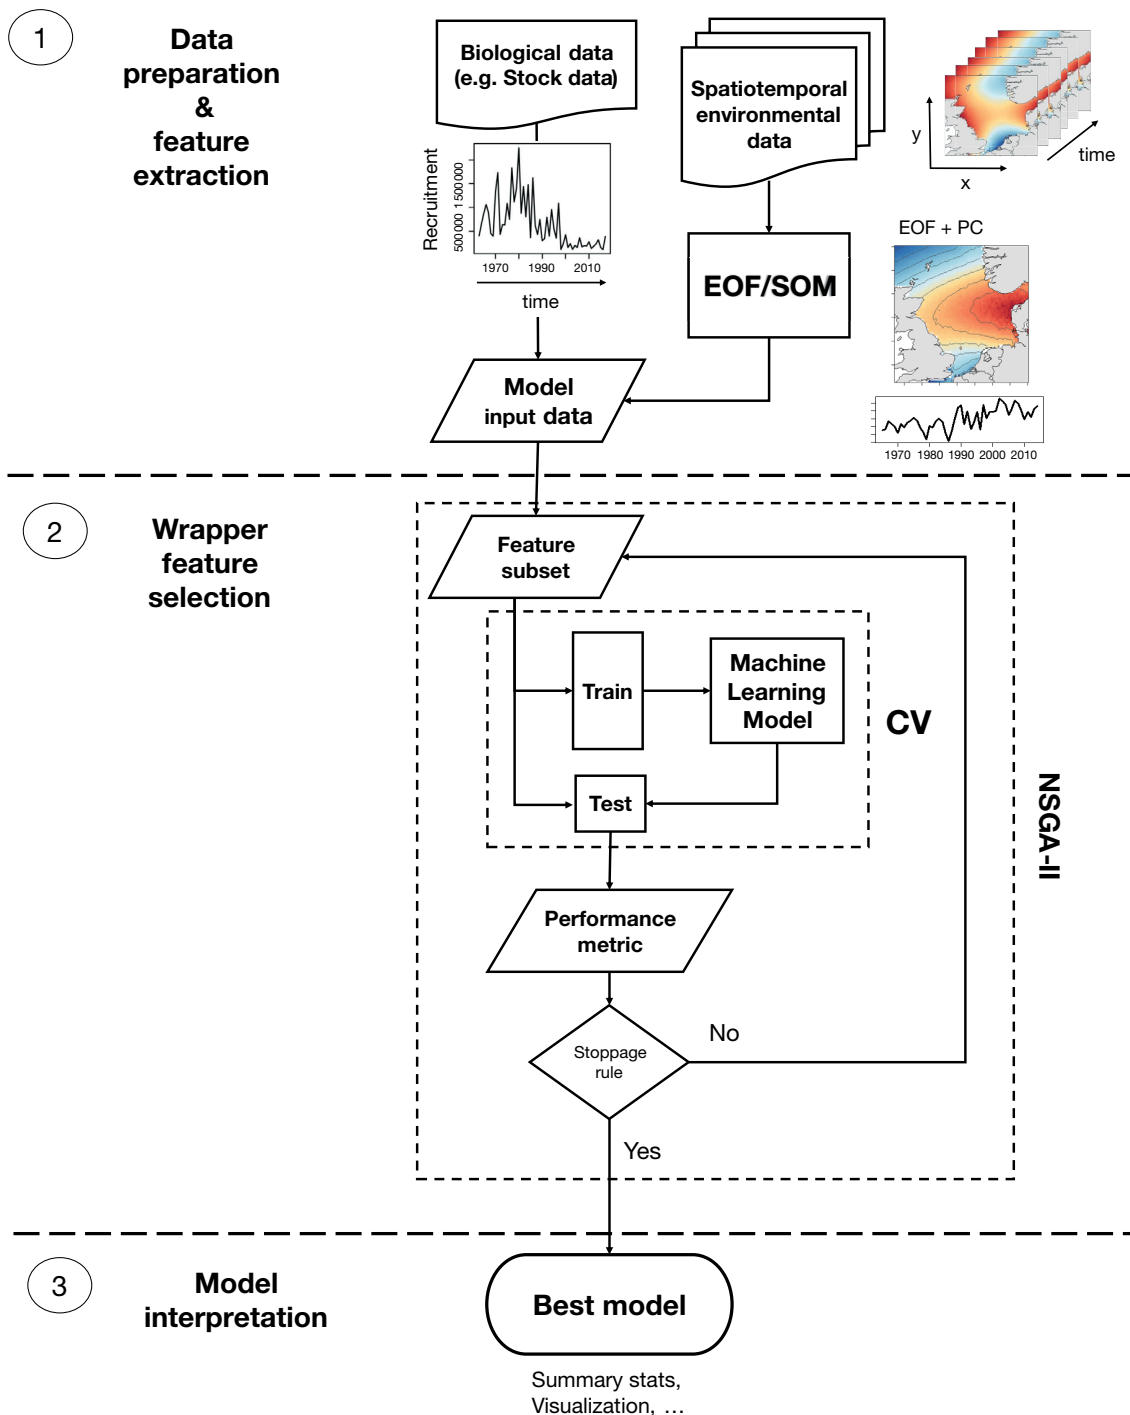 1
Data
preparation
&
feature
extraction
Biological data
(e.g. Stock data)
Spatiotemporal
environmental
data
y
x
time
Recruitment
500 000 1 500 000
1970 1990 2010
time
EOF/SOM
EOF + PC
1970 1980 1990 2000 2010
Model
input data
2
Wrapper
feature
selection
Feature
subset
Train
Machine
Learning
Model
CV
Test
NSGA-II
Performance
metric
Stoppage
rule
No
Yes
3
Model
interpretation
Best model
Summary stats,
Visualization, ...